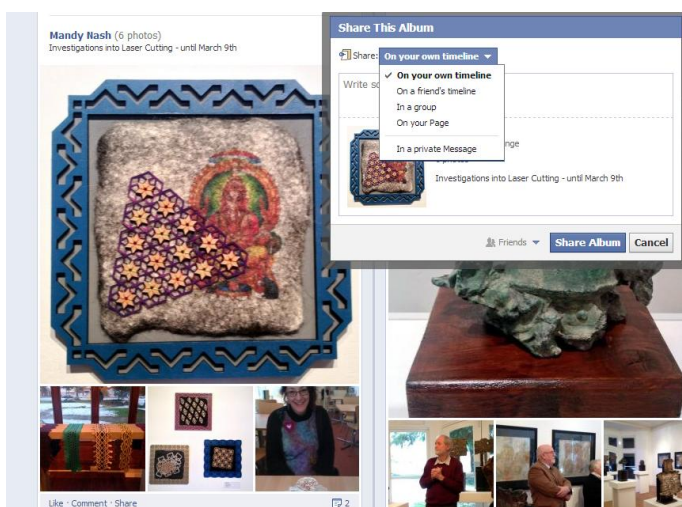 Mandy Nash (6 photos)
Investigations into Laser Cutting - until March 9th
Like · Comment · Share
2
Share This Album
Share: On your own timeline
On your own timeline
On a friend's timeline
In a group
On your Page
In a private Message
Write
Investigations into Laser Cutting - until March 9th
Friends
Share Album
Cancel